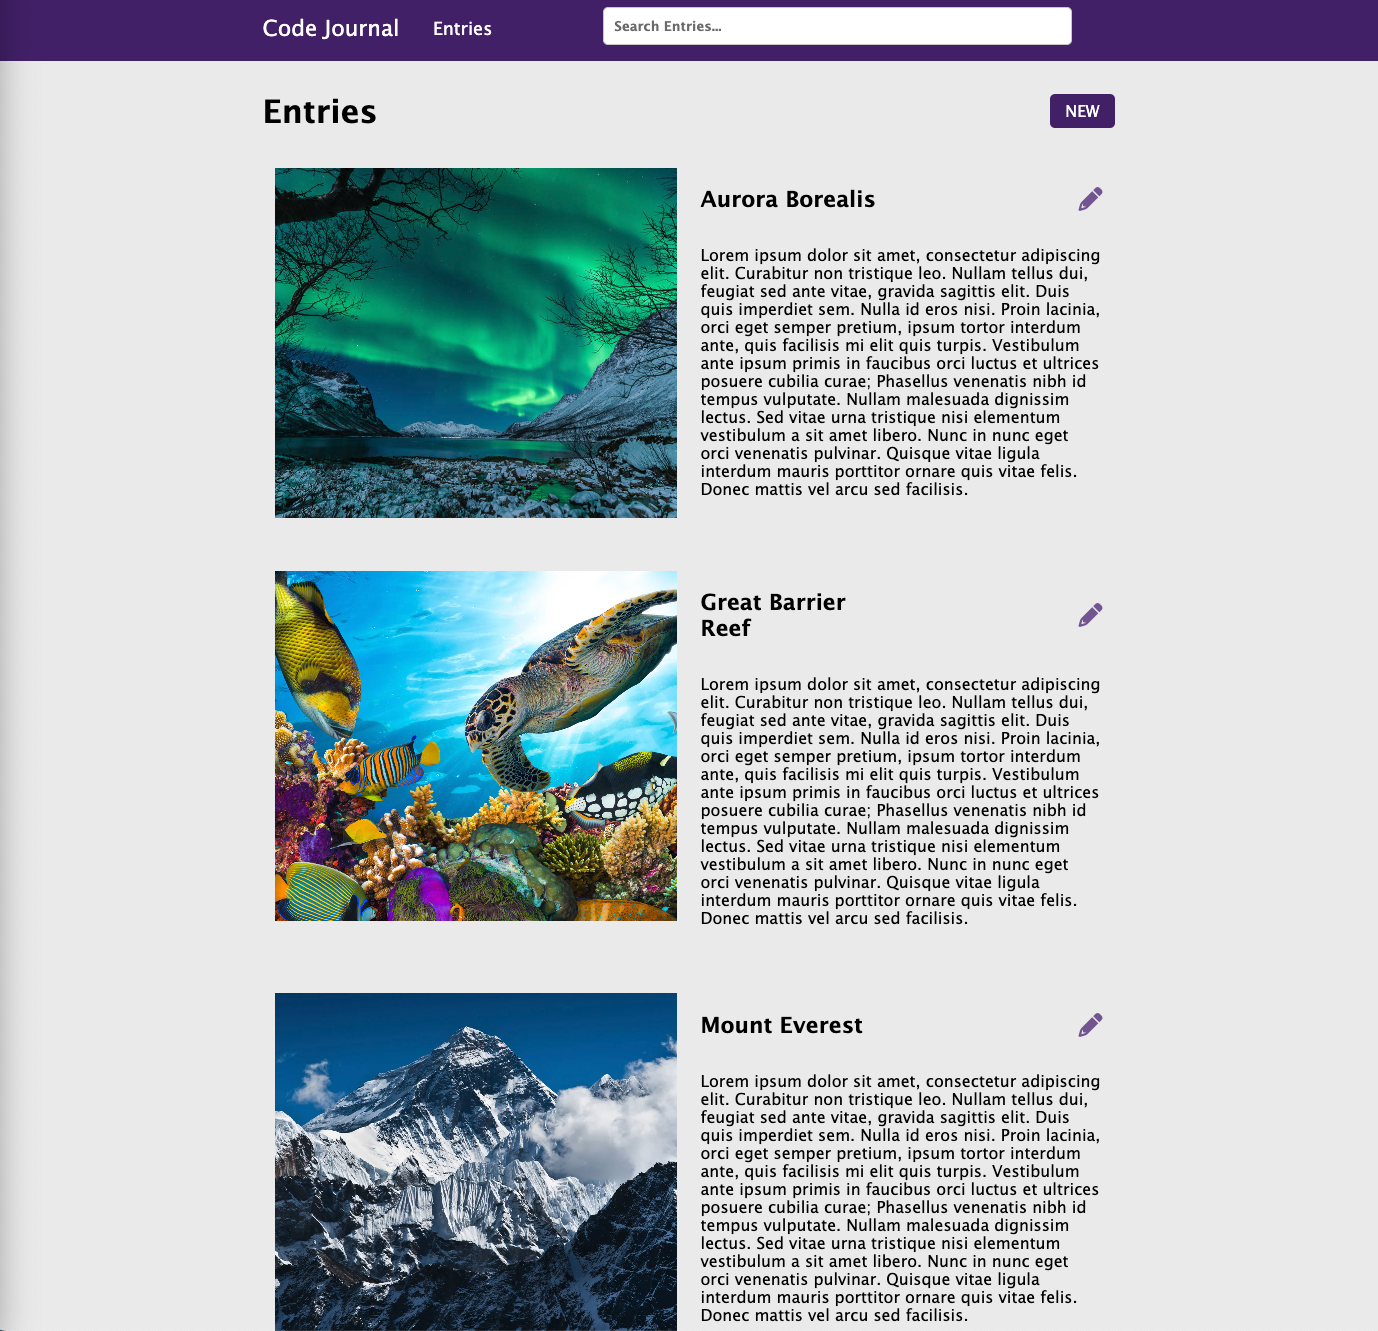 Code Journal Entries Search Entries...
Entries NEW
Aurora Borealis
Lorem ipsum dolor sit amet, consectetur adipiscing
elit. Curabitur non tristique leo. Nullam tellus dui,
feugiat sed ante vitae, gravida sagittis elit. Duis
quis imperdiet sem. Nulla id eros nisi. Proin lacinia,
orci eget semper pretium, ipsum tortor interdum
ante, quis facilisis mi elit quis turpis. Vestibulum
ante ipsum primis in faucibus orci luctus et ultrices
posuere cubilia curae; Phasellus venenatis nibh id
tempus vulputate. Nullam malesuada dignissim
lectus. Sed vitae urna tristique nisi elementum
vestibulum a sit amet libero. Nunc in nunc eget
orci venenatis pulvinar. Quisque vitae ligula
interdum mauris porttitor ornare quis vitae felis.
Donec mattis vel arcu sed facilisis.
Great Barrier
Reef
Lorem ipsum dolor sit amet, consectetur adipiscing
elit. Curabitur non tristique leo. Nullam tellus dui,
feugiat sed ante vitae, gravida sagittis elit. Duis
quis imperdiet sem. Nulla id eros nisi. Proin lacinia,
orci eget semper pretium, ipsum tortor interdum
ante, quis facilisis mi elit quis turpis. Vestibulum
ante ipsum primis in faucibus orci luctus et ultrices
posuere cubilia curae; Phasellus venenatis nibh id
tempus vulputate. Nullam malesuada dignissim
lectus. Sed vitae urna tristique nisi elementum
vestibulum a sit amet libero. Nunc in nunc eget
orci venenatis pulvinar. Quisque vitae ligula
interdum mauris porttitor ornare quis vitae felis.
Donec mattis vel arcu sed facilisis.
Mount Everest
Lorem ipsum dolor sit amet, consectetur adipiscing
elit. Curabitur non tristique leo. Nullam tellus dui,
feugiat sed ante vitae, gravida sagittis elit. Duis
quis imperdiet sem. Nulla id eros nisi. Proin lacinia,
orci eget semper pretium, ipsum tortor interdum
ante, quis facilisis mi elit quis turpis. Vestibulum
ante ipsum primis in faucibus orci luctus et ultrices
posuere cubilia curae; Phasellus venenatis nibh id
tempus vulputate. Nullam malesuada dignissim
lectus. Sed vitae urna tristique nisi elementum
vestibulum a sit amet libero. Nunc in nunc eget
orci venenatis pulvinar. Quisque vitae ligula
interdum mauris porttitor ornare quis vitae felis.
Donec mattis vel arcu sed facilisis.